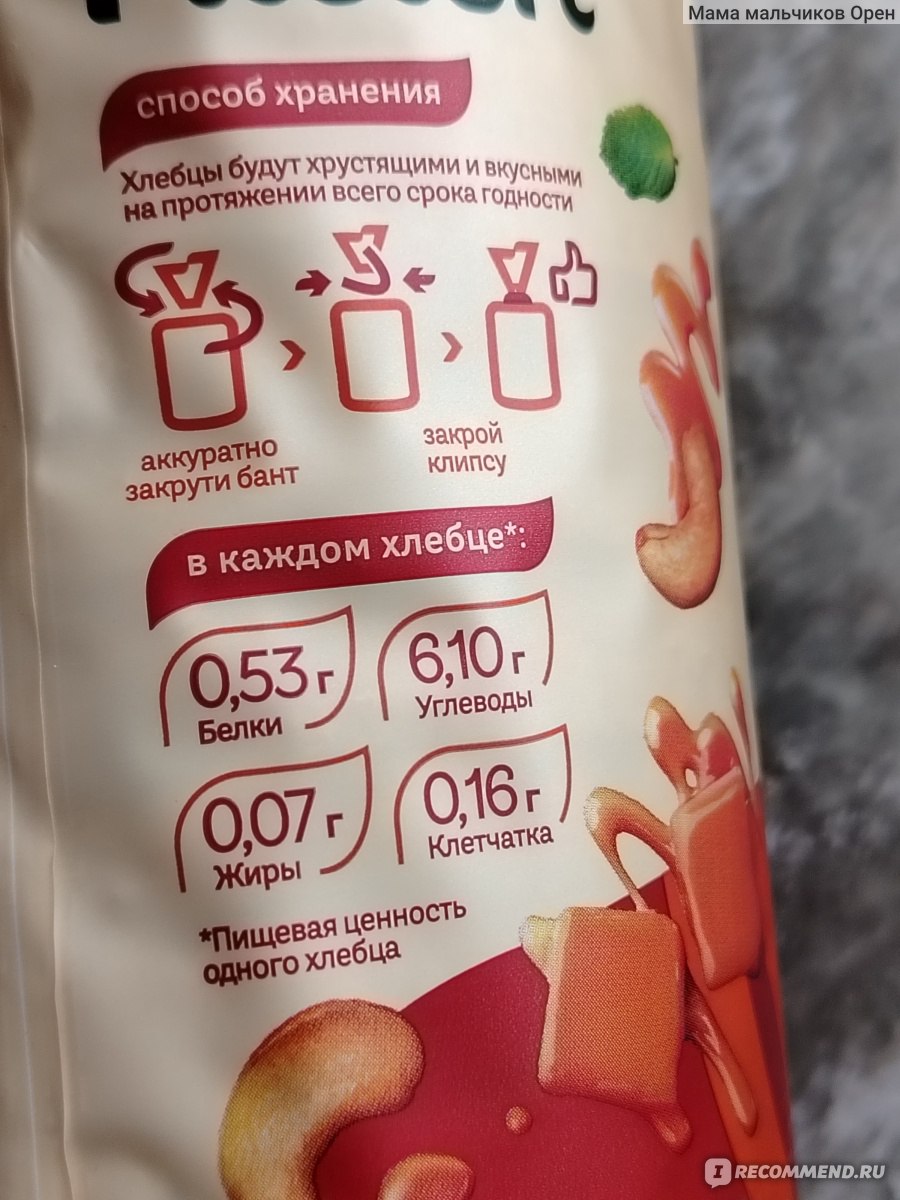 Мама мальчиков Орен
способ хранения
Хлебцы будут хрустящими и вкусными
на протяжении всего срока годности
аккуратно
закрути бант
закрой
клипсу
в каждом хлебце*:
0,53 г
Белки
6,10 г
Углеводы
0,07 г
Жиры
0,16 г
Клетчатка
*Пищевая ценность
одного хлебца
IRECOMMEND.RU